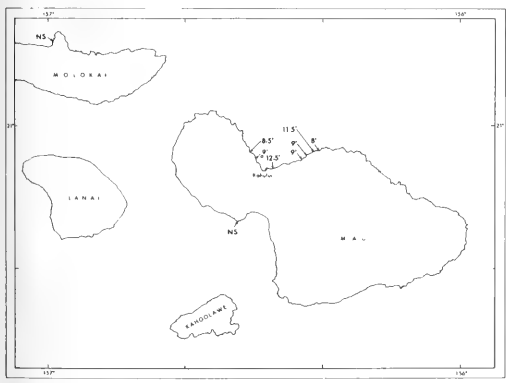 157°
156°
NS
MOLOKAI
11.5'
8'
21°
21°
8.5'
9'
9'
9'
12.5'
Kahului
LANAI
NS
MAU
KAHOOLAWE
157°
156°